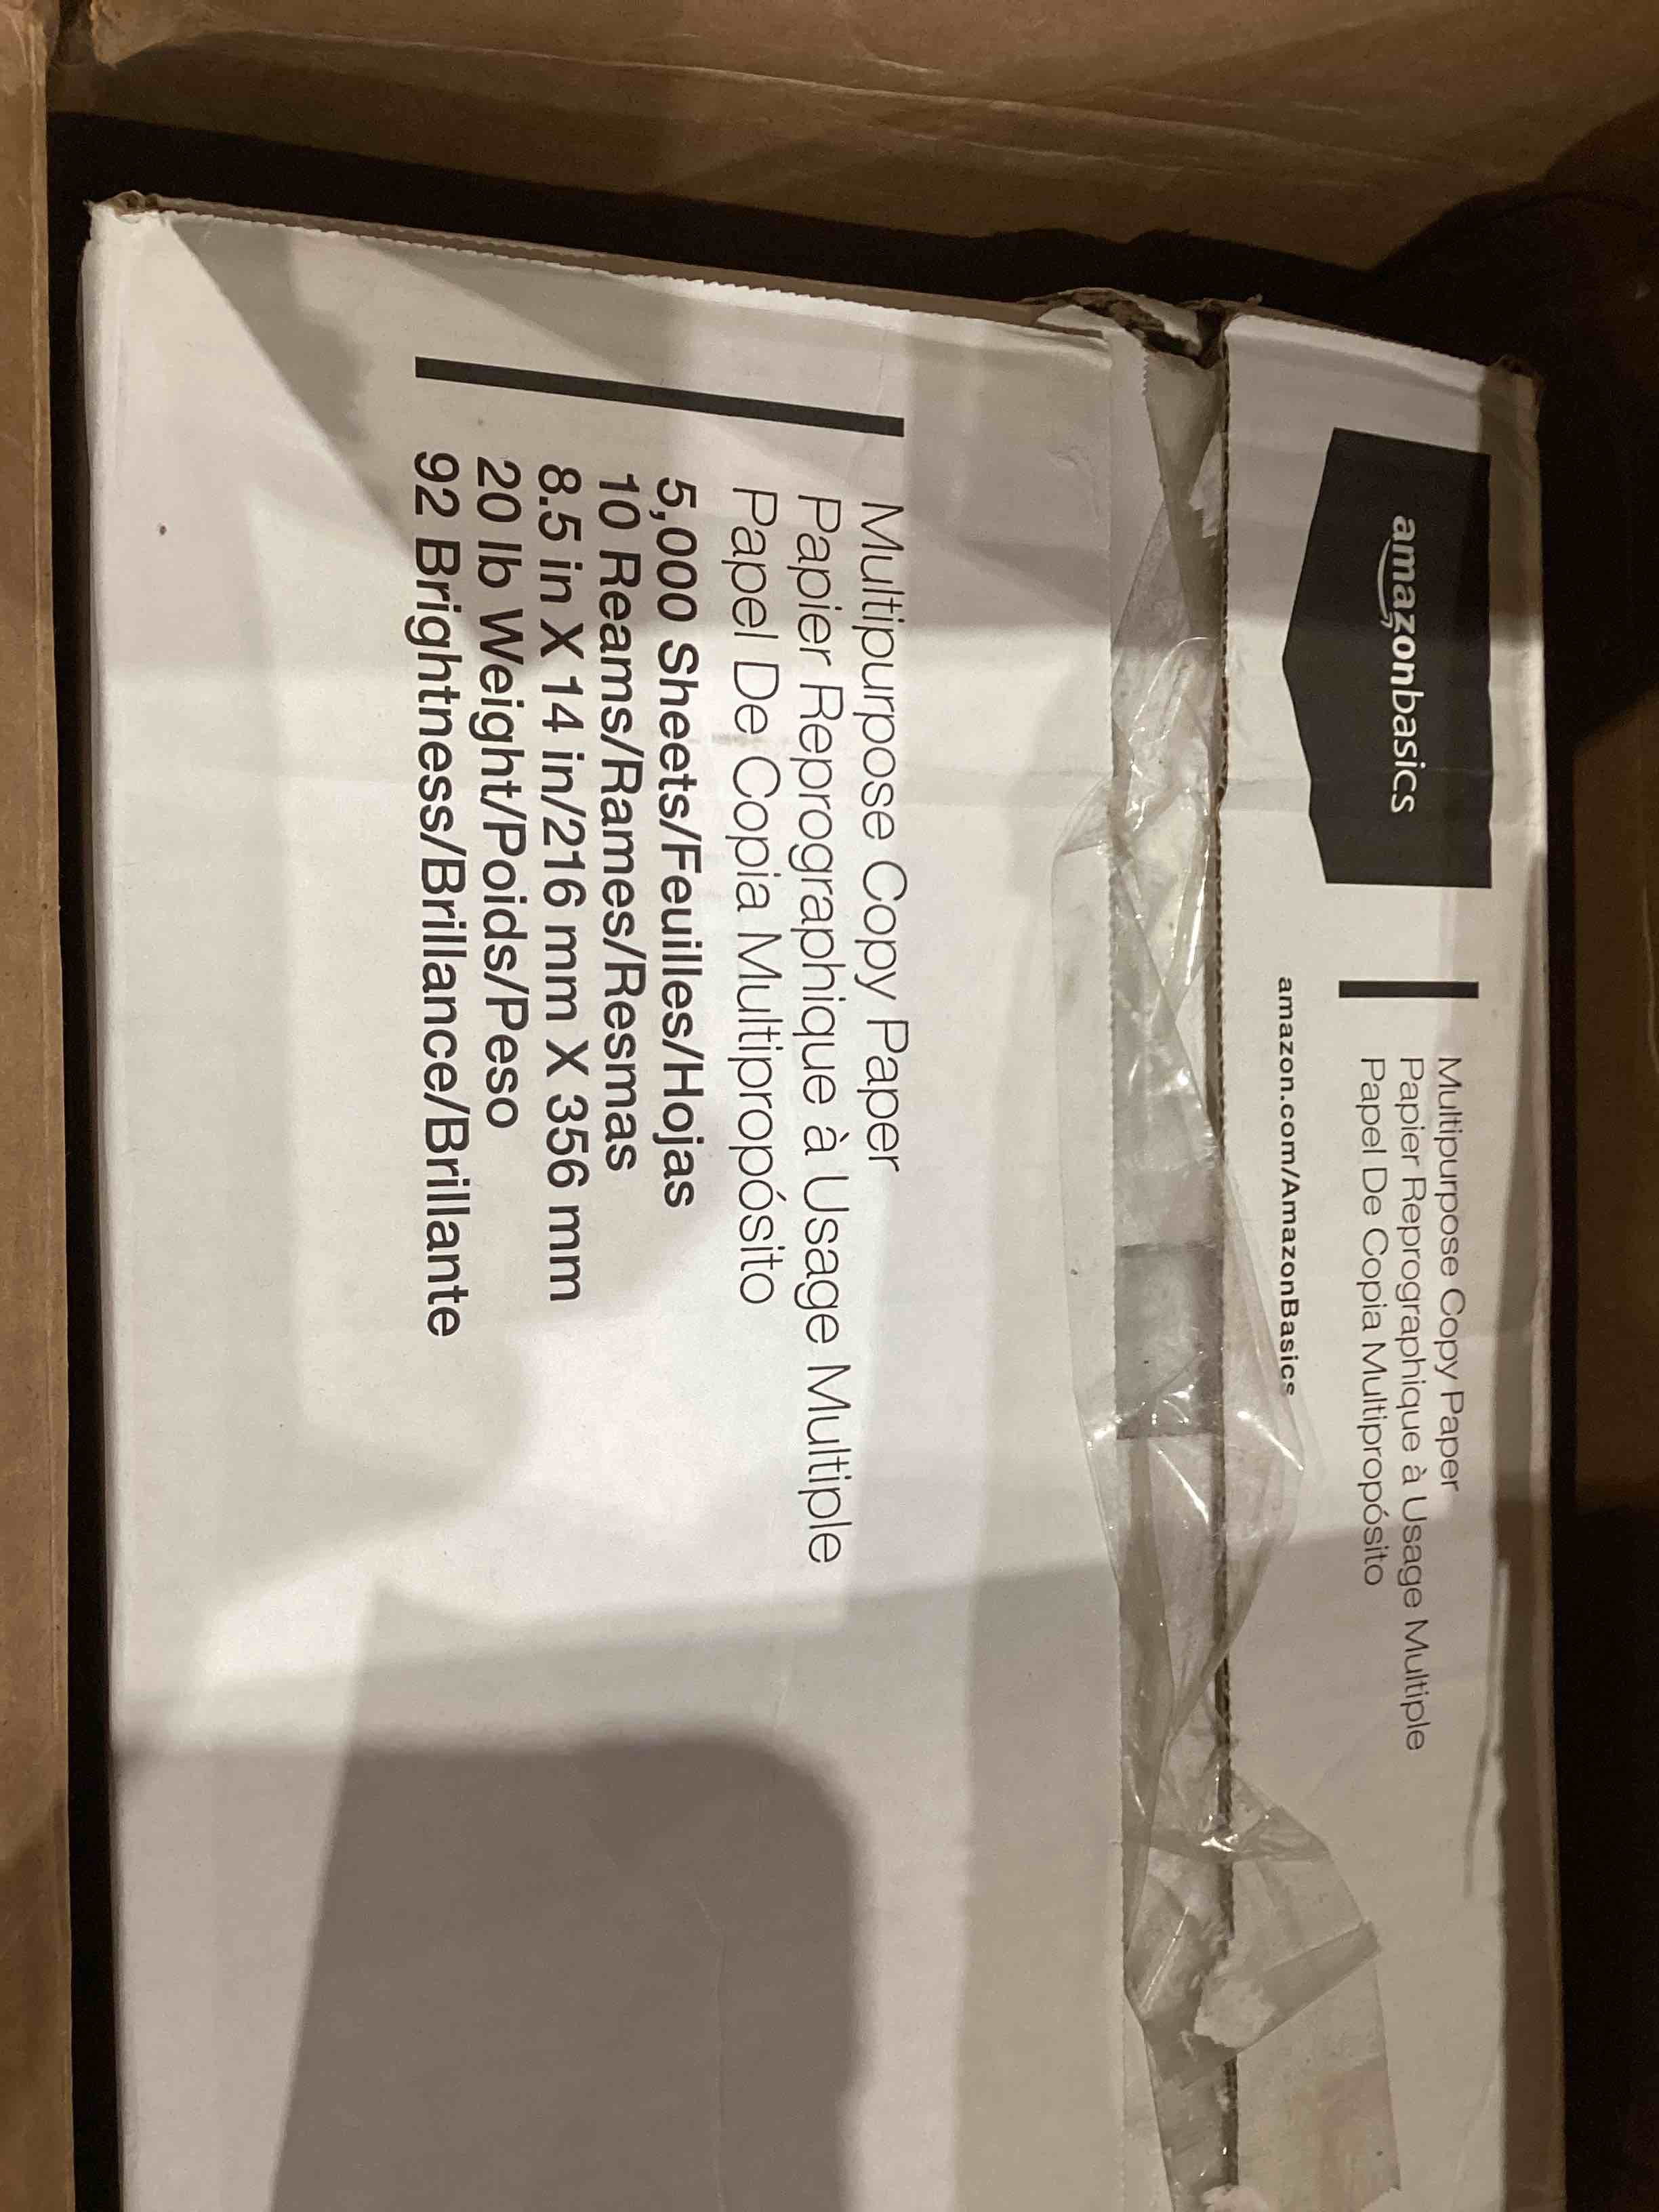 amazonbasics
Multipurpose Copy Paper
Papier Reprographique à Usage Multiple
Papel De Copia Multipropósito
amazon.com/AmazonBasics
Multipurpose Copy Paper
Papier Reprographique à Usage Multiple
Papel De Copia Multipropósito
5,000 Sheets/Feuilles/Hojas
10 Reams/Rames/Resmas
8.5 in X 14 in/216 mm X 356 mm
20 lb Weight/Poids/Peso
92 Brightness/Brillance/Brillante